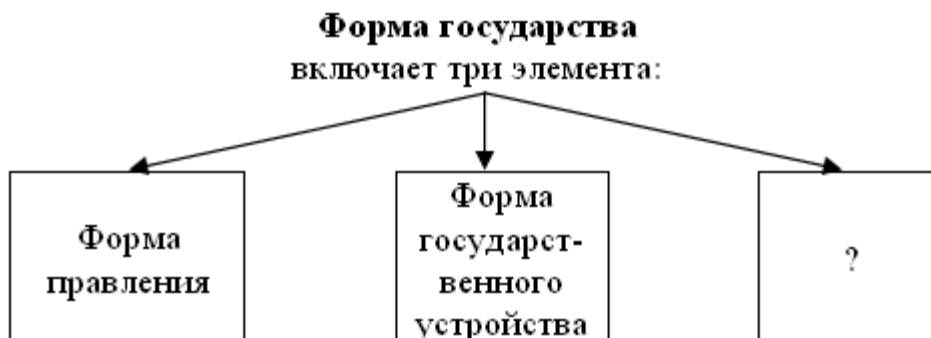 Форма государства
включает три элемента:
Форма
правления
Форма
государст-
венного
устройства
?